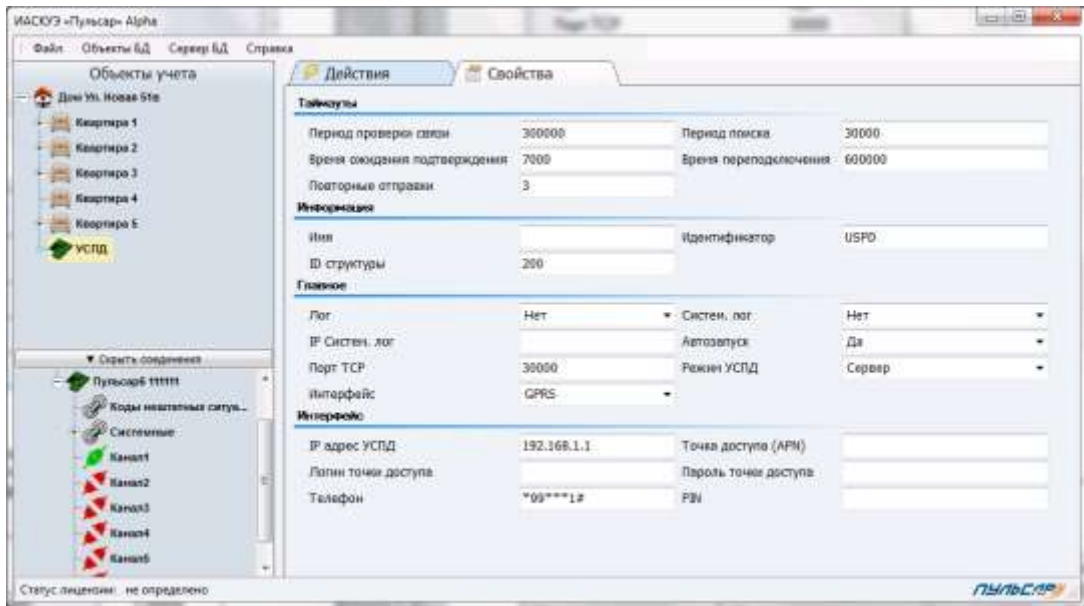 ИАСКУЭ «Пульсар» Alpha
Файл Объекты БД Сервер БД Справка
Объекты учета
Дом Ул. Новая 51в
Квартира 1
Квартира 2
Квартира 3
Квартира 4
Квартира 5
УСПД
▼ Скрыть соединения
Пульсар6 111111
Коды нештатных ситуа...
Системные
Канал1
Канал2
Канал3
Канал4
Канал5
Действия Свойства
Таймауты
Период проверки связи 300000 Период поиска 30000
Время ожидания подтверждения 7000 Время переподключения 600000
Повторные отправки 3
Информация
Имя Идентификатор USPD
ID структуры 200
Главное
Лог Нет Систем. лог Нет
IP Систем. лог Автозапуск Да
Порт TCP 30000 Режим УСПД Сервер
Интерфейс GPRS
Интерфейс
IP адрес УСПД 192.168.1.1 Точка доступа (APN)
Логин точки доступа Пароль точки доступа
Телефон *99***1# PIN
Статус лицензии: не определено
ПУЛЬСАР